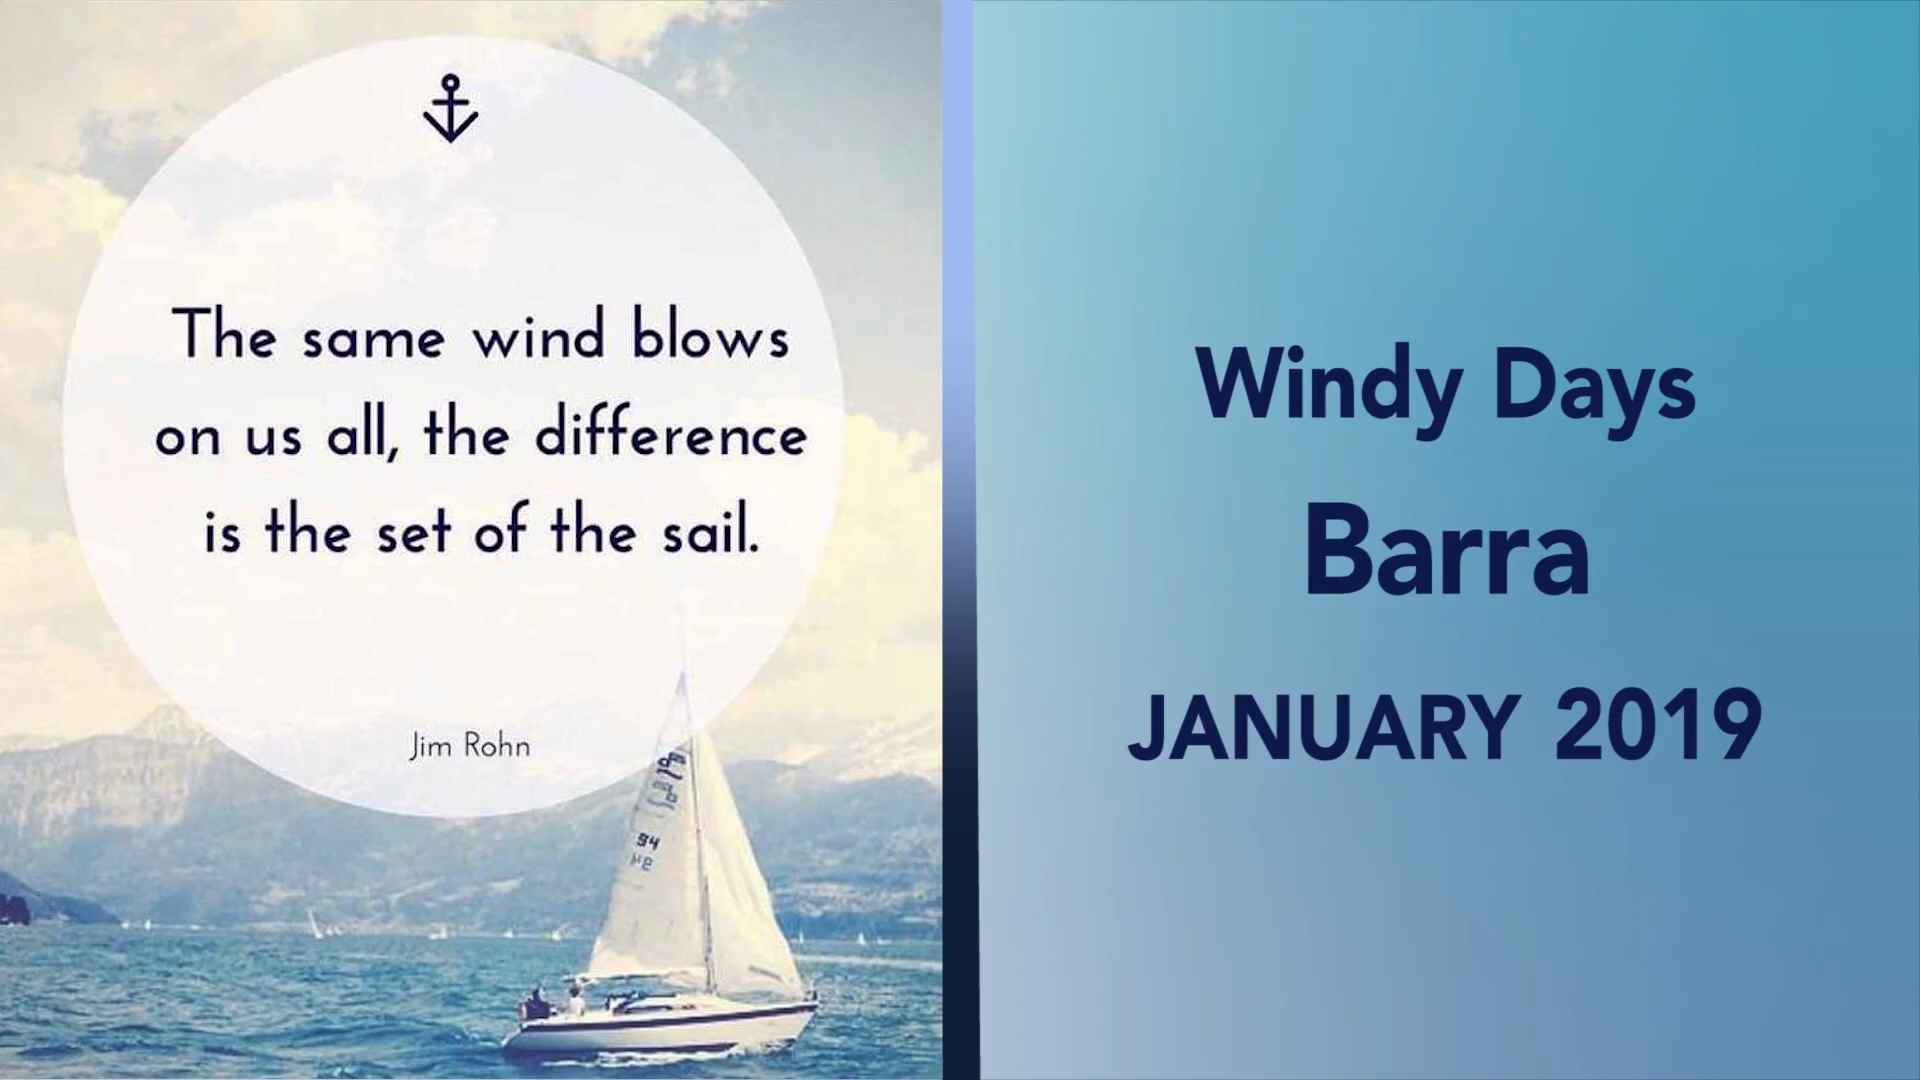 The same wind blows
on us all, the difference
is the set of the sail.
Jim Rohn
94
Windy Days
Barra
JANUARY 2019